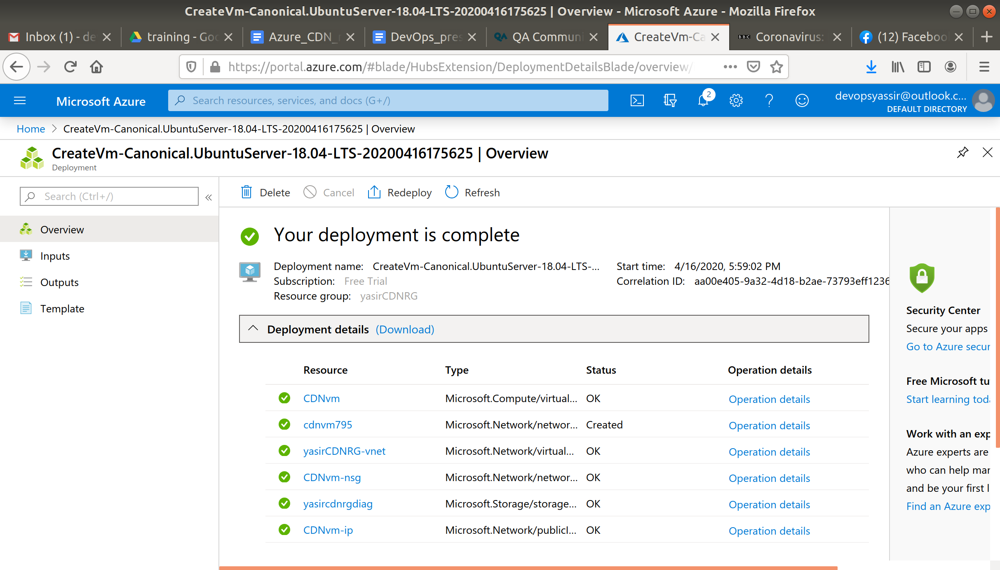 CreateVm-Canonical.UbuntuServer-18.04-LTS-20200416175625 | Overview - Microsoft Azure - Mozilla Firefox
Inbox (1) - de
training - Goo
Azure_CDN_
DevOps_pres
QA Communi
CreateVm-Ca
BBC Coronavirus:
(12) Faceboo
https://portal.azure.com/#blade/HubsExtension/DeploymentDetailsBlade/overview/
Microsoft Azure
Search resources, services, and docs (G+/)
2
devopsyassir@outlook.c...
DEFAULT DIRECTORY
Home > CreateVm-Canonical.UbuntuServer-18.04-LTS-20200416175625 | Overview
CreateVm-Canonical.UbuntuServer-18.04-LTS-20200416175625 | Overview
Deployment
Search (Ctrl+/)
«
Overview
Inputs
Outputs
Template
Delete
Cancel
Redeploy
Refresh
Your deployment is complete
Deployment name: CreateVm-Canonical.UbuntuServer-18.04-LTS-...
Subscription: Free Trial
Resource group: yasirCDNRG
Start time: 4/16/2020, 5:59:02 PM
Correlation ID: aa00e405-9a32-4d18-b2ae-73793eff1236
Deployment details (Download)
Resource Type Status Operation details
CDNvm Microsoft.Compute/virtual... OK Operation details
cdnvm795 Microsoft.Network/networ... Created Operation details
yasirCDNRG-vnet Microsoft.Network/virtual... OK Operation details
CDNvm-nsg Microsoft.Network/networ... OK Operation details
yasircdnrgdiag Microsoft.Storage/storage... OK Operation details
CDNvm-ip Microsoft.Network/publicI... OK Operation details
Security Center
Secure your apps
Go to Azure secur
Free Microsoft tu
Start learning toda
Work with an exp
Azure experts are
who can help mar
and be your first l
Find an Azure exp